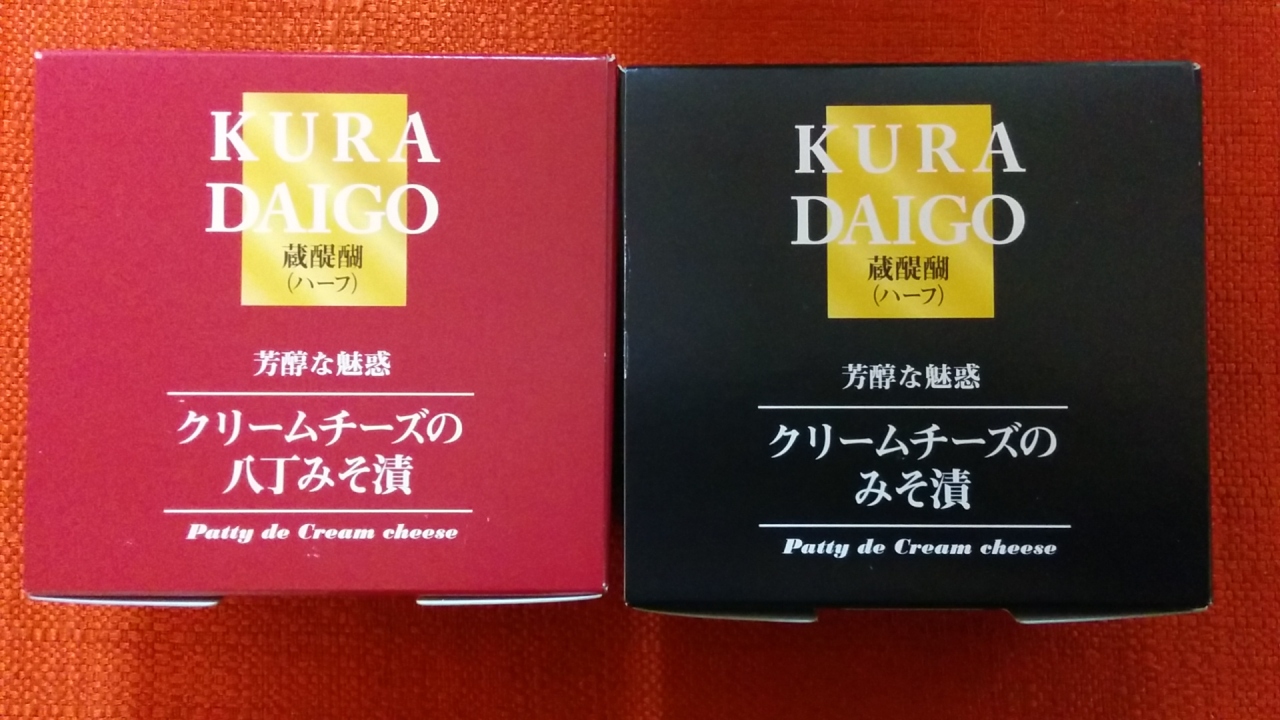 KURA
DAIGO
蔵醍醐
(ハーフ)
芳醇な魅惑
クリームチーズの
八丁みそ漬
Patty de Cream cheese
KURA
DAIGO
蔵醍醐
(ハーフ)
芳醇な魅惑
クリームチーズの
みそ漬
Patty de Cream cheese